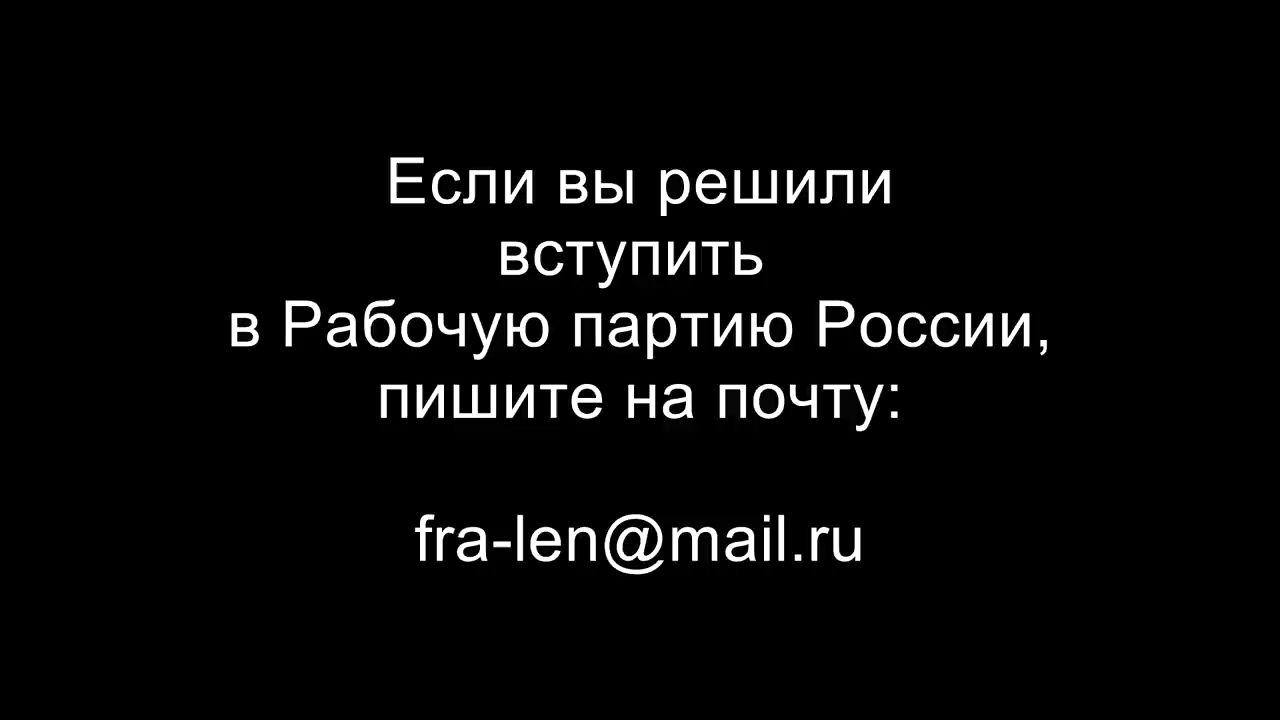 Если вы решили
вступить
в Рабочую партию России,
пишите на почту:
fra-len@mail.ru